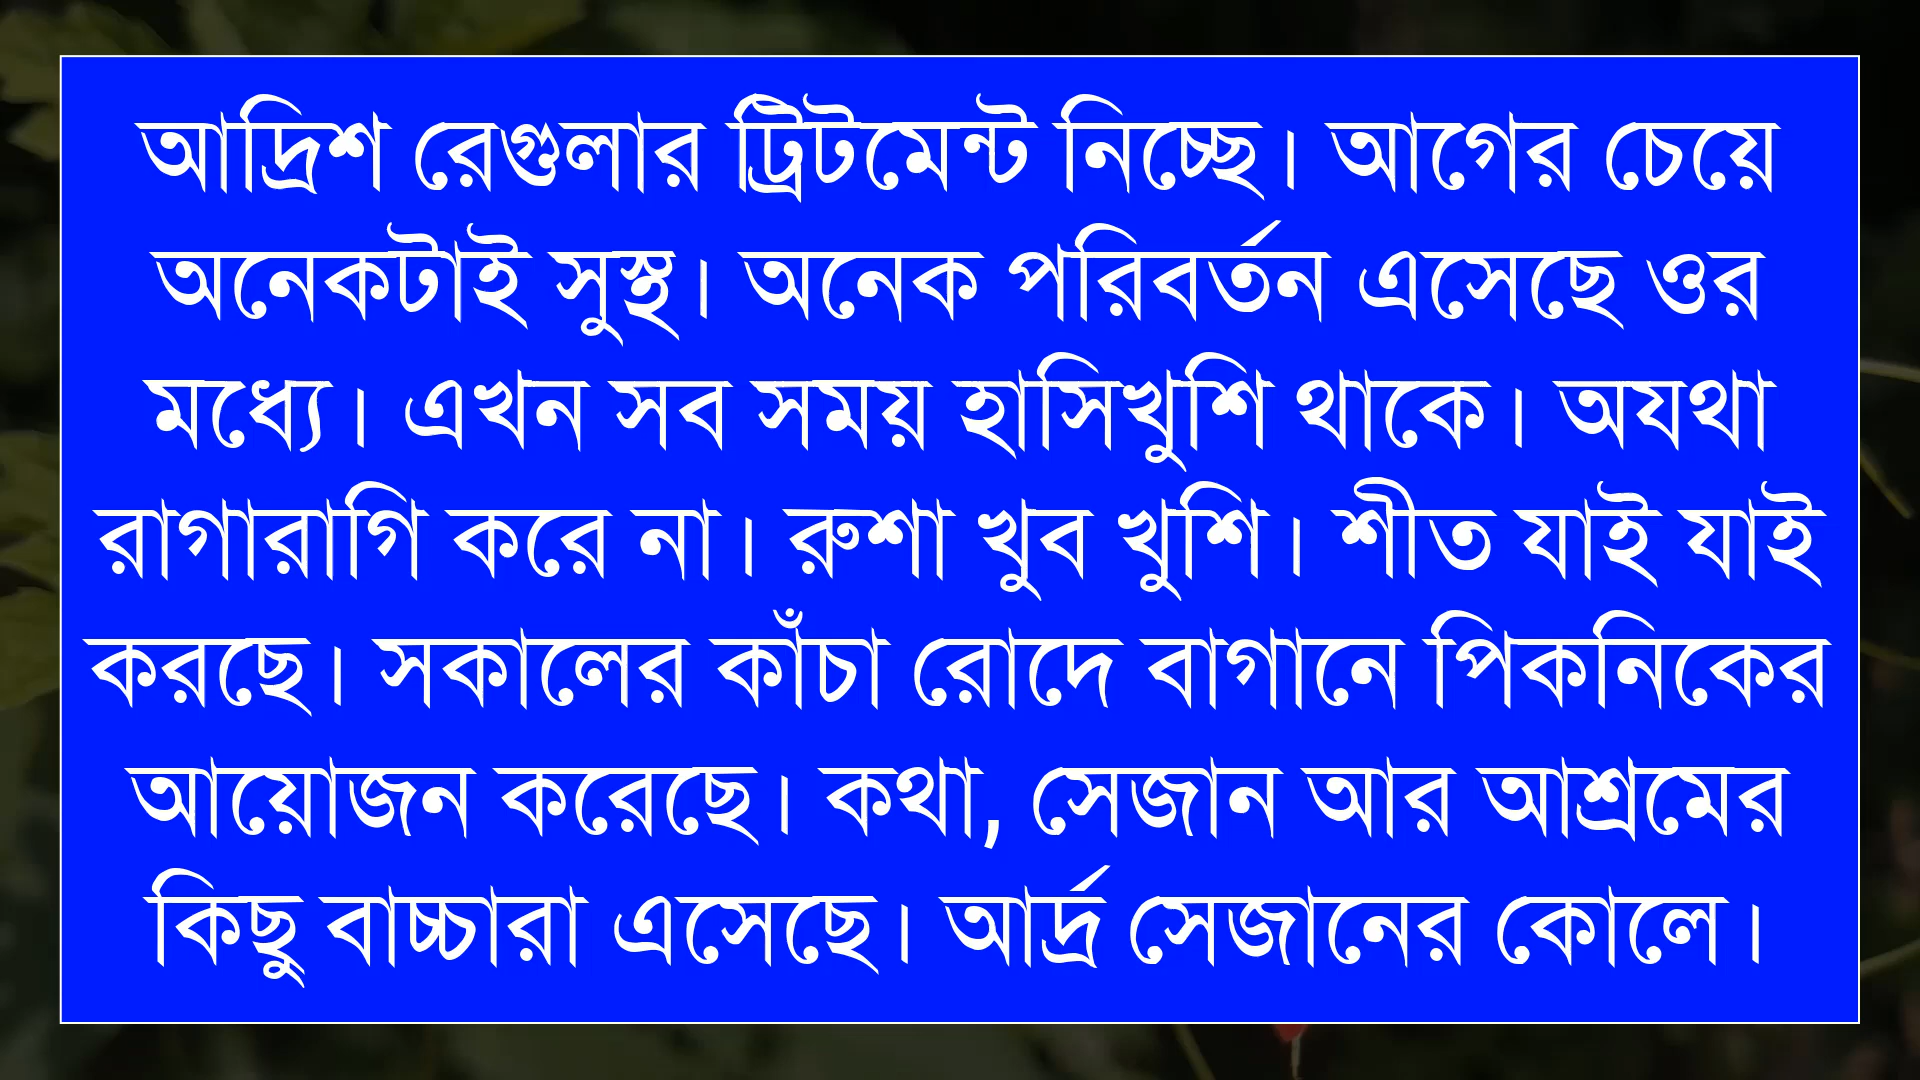 আদ্রিশ রেগুলার ট্রিটমেন্ট নিচ্ছে। আগের চেয়ে
অনেকটাই সুস্থ। অনেক পরিবর্তন এসেছে ওর
মধ্যে। এখন সব সময় হাসিখুশি থাকে। অযথা
রাগারাগি করে না। রুশা খুব খুশি। শীত যাই যাই
করছে। সকালের কাঁচা রোদে বাগানে পিকনিকের
আয়োজন করেছে। কথা, সেজান আর আশ্রমের
কিছু বাচ্চারা এসেছে। আর্দ্র সেজানের কোলে।